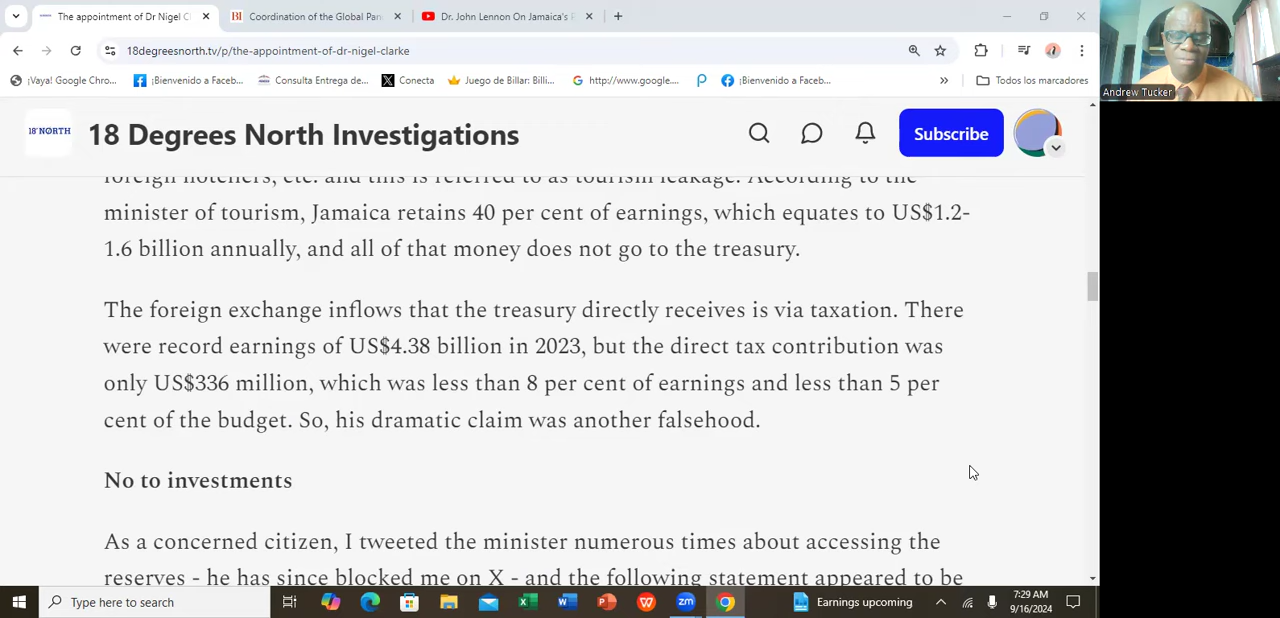 The appointment of Dr Nigel C
Coordination of the Global Pan
Dr. John Lennon On Jamaica's
18degreesnorth.tv/p/the-appointment-of-dr-nigel-clarke
¡Vaya! Google Chro...
¡Bienvenido a Faceb...
Consulta Entrega de...
Conecta
Juego de Billar: Billi...
http://www.google....
¡Bienvenido a Faceb...
Todos los marcadores
Andrew Tucker
18°NORTH
18 Degrees North Investigations
Subscribe
foreign hoteliers, etc. and this is referred to as tourism leakage. According to the
minister of tourism, Jamaica retains 40 per cent of earnings, which equates to US$1.2-
1.6 billion annually, and all of that money does not go to the treasury.
The foreign exchange inflows that the treasury directly receives is via taxation. There
were record earnings of US$4.38 billion in 2023, but the direct tax contribution was
only US$336 million, which was less than 8 per cent of earnings and less than 5 per
cent of the budget. So, his dramatic claim was another falsehood.
No to investments
As a concerned citizen, I tweeted the minister numerous times about accessing the
reserves - he has since blocked me on X - and the following statement appeared to be
Type here to search
Earnings upcoming
7:29 AM
9/16/2024